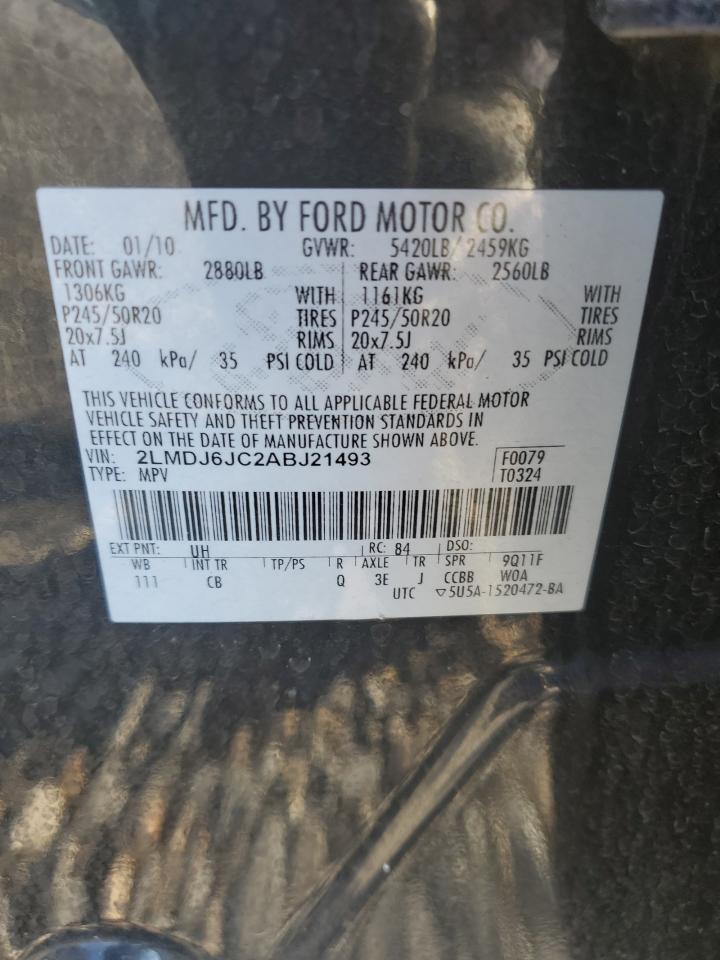 MFD. BY FORD MOTOR CO.
DATE: 01/10 GVWR: 5420LB/ 2459KG
FRONT GAWR: 2880LB REAR GAWR: 2560LB
1306KG WITH 1161KG WITH
P245/50R20 TIRES P245/50R20 TIRES
20x7.5J RIMS 20x7.5J RIMS
AT 240 kPa/ 35 PSI COLD AT 240 kPa/ 35 PSI COLD
THIS VEHICLE CONFORMS TO ALL APPLICABLE FEDERAL MOTOR
VEHICLE SAFETY AND THEFT PREVENTION STANDARDS IN
EFFECT ON THE DATE OF MANUFACTURE SHOWN ABOVE.
VIN: 2LMDJ6JC2ABJ21493 F0079
TYPE: MPV T0324
EXT PNT: UH RC: 84 DSO:
WB INT TR TP/PS R AXLE TR SPR 9Q11F
111 CB Q 3E J CCBB WOA
UTC ▽5U5A-1520472-BA